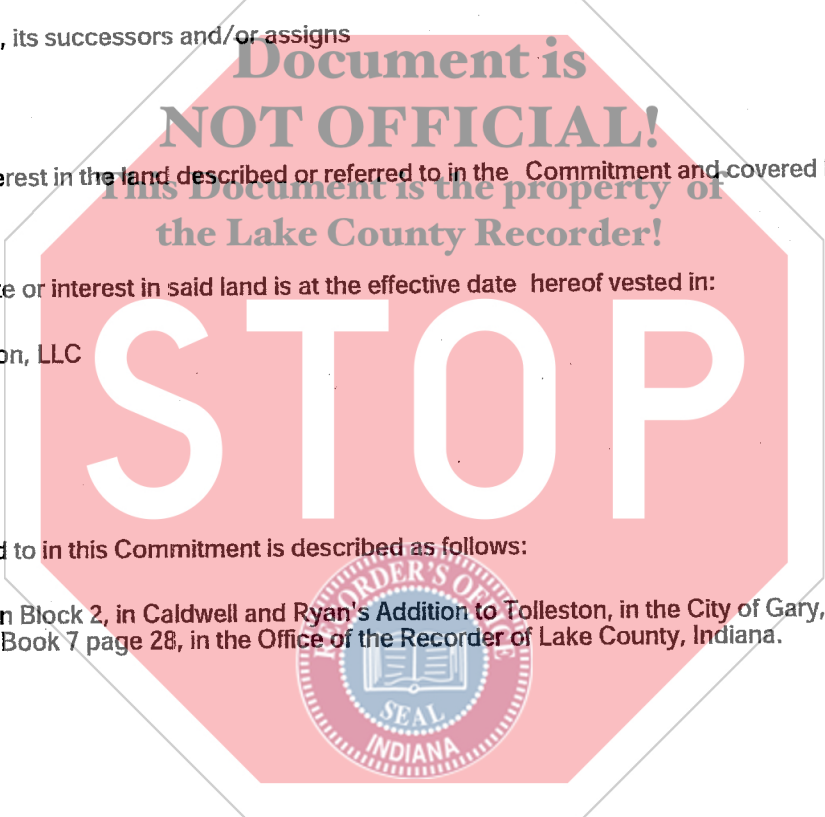 , its successors and/or assigns
Document is
NOT OFFICIAL!
erest in the land described or referred to in the Commitment and covered
This Document is the property of
the Lake County Recorder!
e or interest in said land is at the effective date hereof vested in:
STOP
on, LLC
d to in this Commitment is described as follows:
RECORDER'S OFFICE
n Block 2, in Caldwell and Ryan's Addition to Tolleston, in the City of Gary,
Book 7 page 28, in the Office of the Recorder of Lake County, Indiana.
SEAL
INDIANA